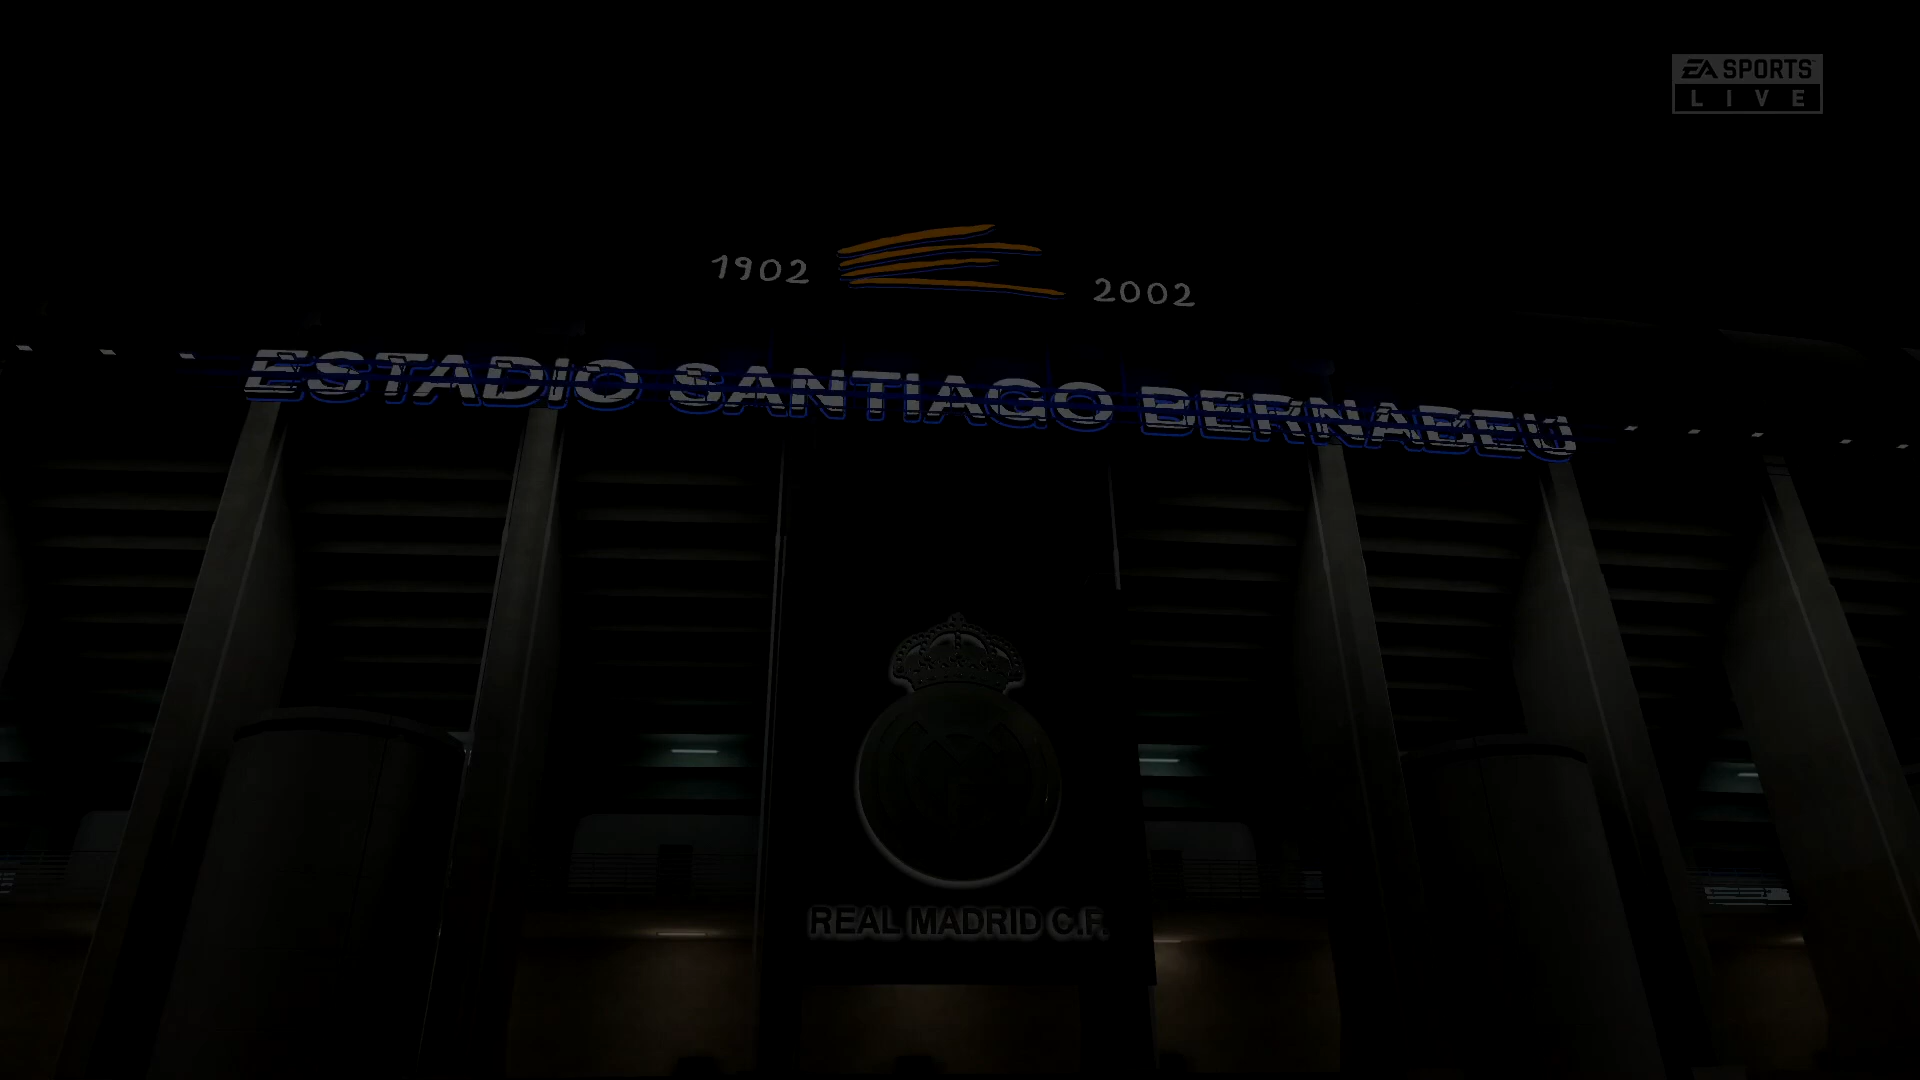 EA SPORTS
LIVE
1902 2002
ESTADIO SANTIAGO BERNABEU
REAL MADRID C.F.